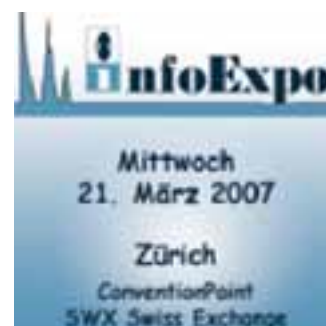 infoExpo
Mittwoch
21. März 2007
Zürich
ConventionPoint
SWX Swiss Exchange